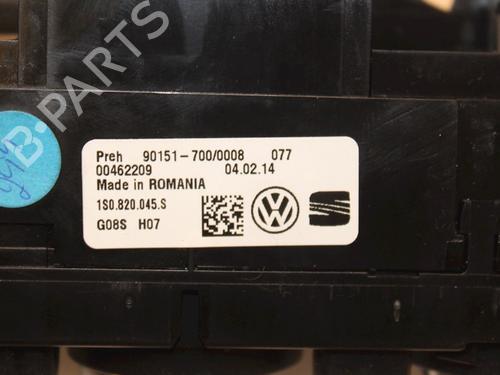 B-PARTS
Preh 90151-700/0008 077
00462209 04.02.14
Made in ROMANIA
1S0.820.045.S
G08S H07